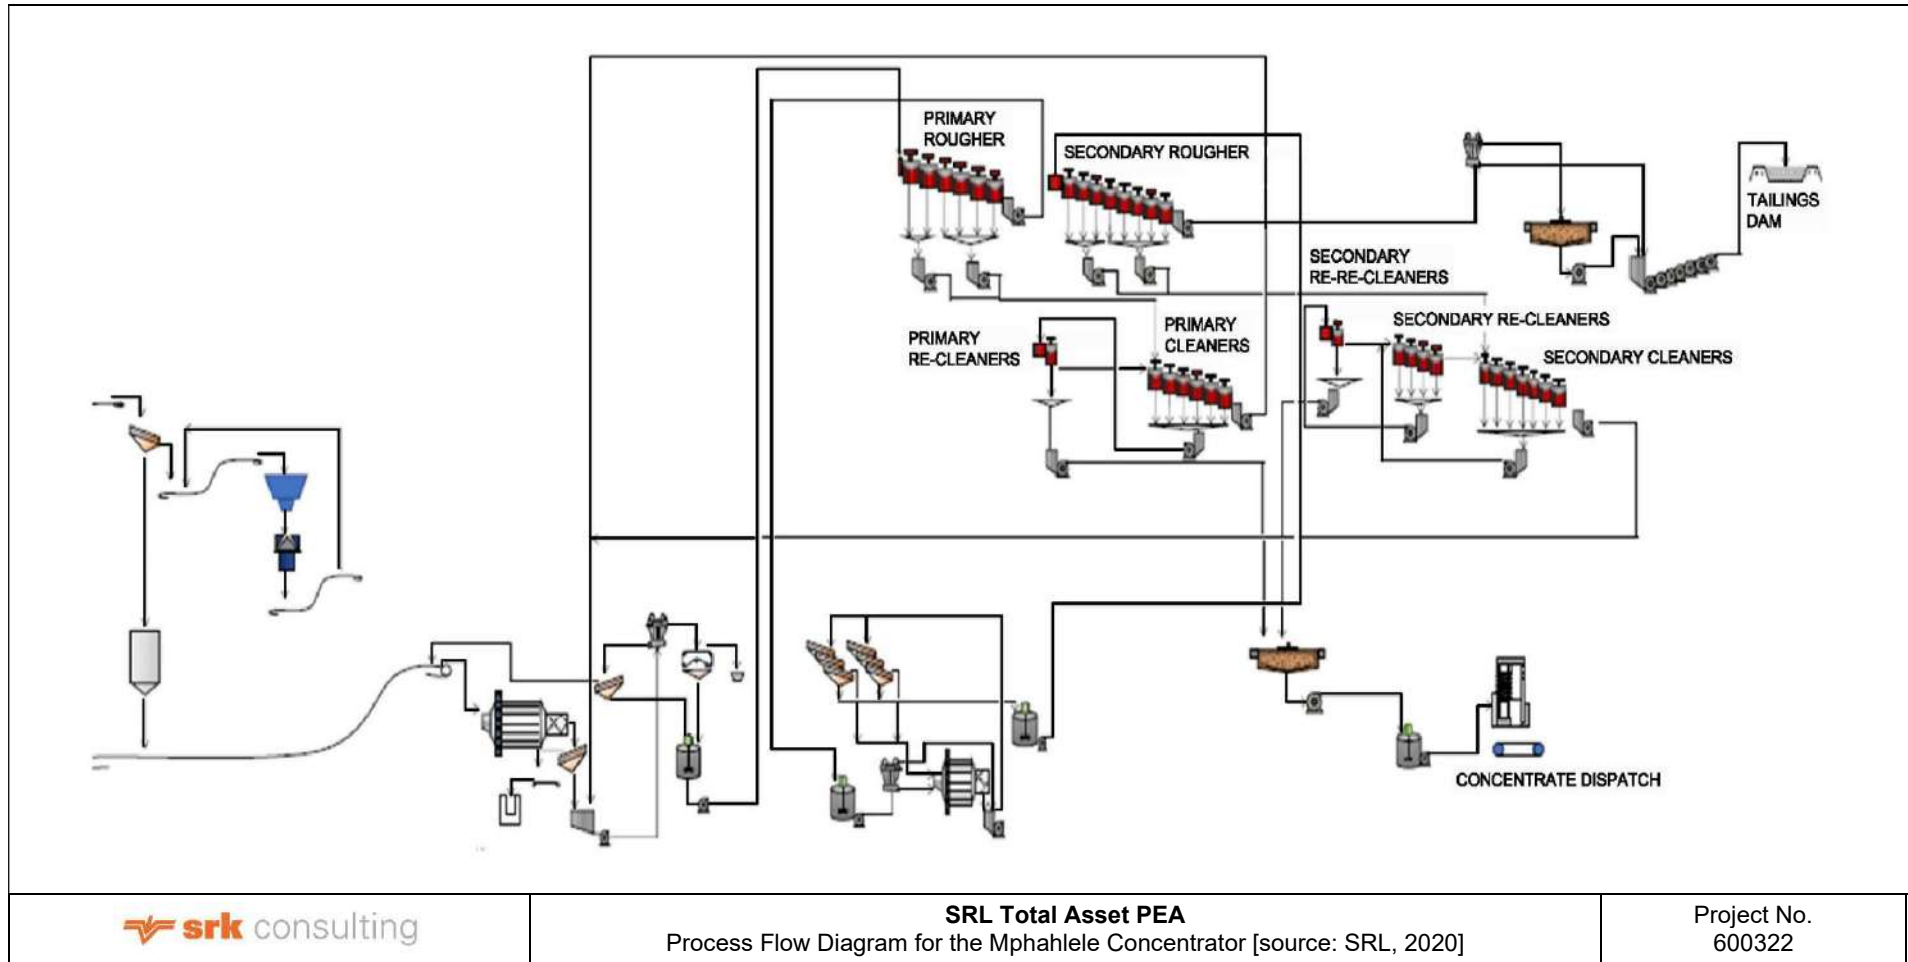 PRIMARY
ROUGHER
SECONDARY ROUGHER
TAILINGS
DAM
SECONDARY
RE-RE-CLEANERS
SECONDARY RE-CLEANERS
PRIMARY
CLEANERS
PRIMARY
RE-CLEANERS
SECONDARY CLEANERS
CONCENTRATE DISPATCH
srk consulting
SRL Total Asset PEA
Process Flow Diagram for the Mphahlele Concentrator [source: SRL, 2020]
Project No.
600322